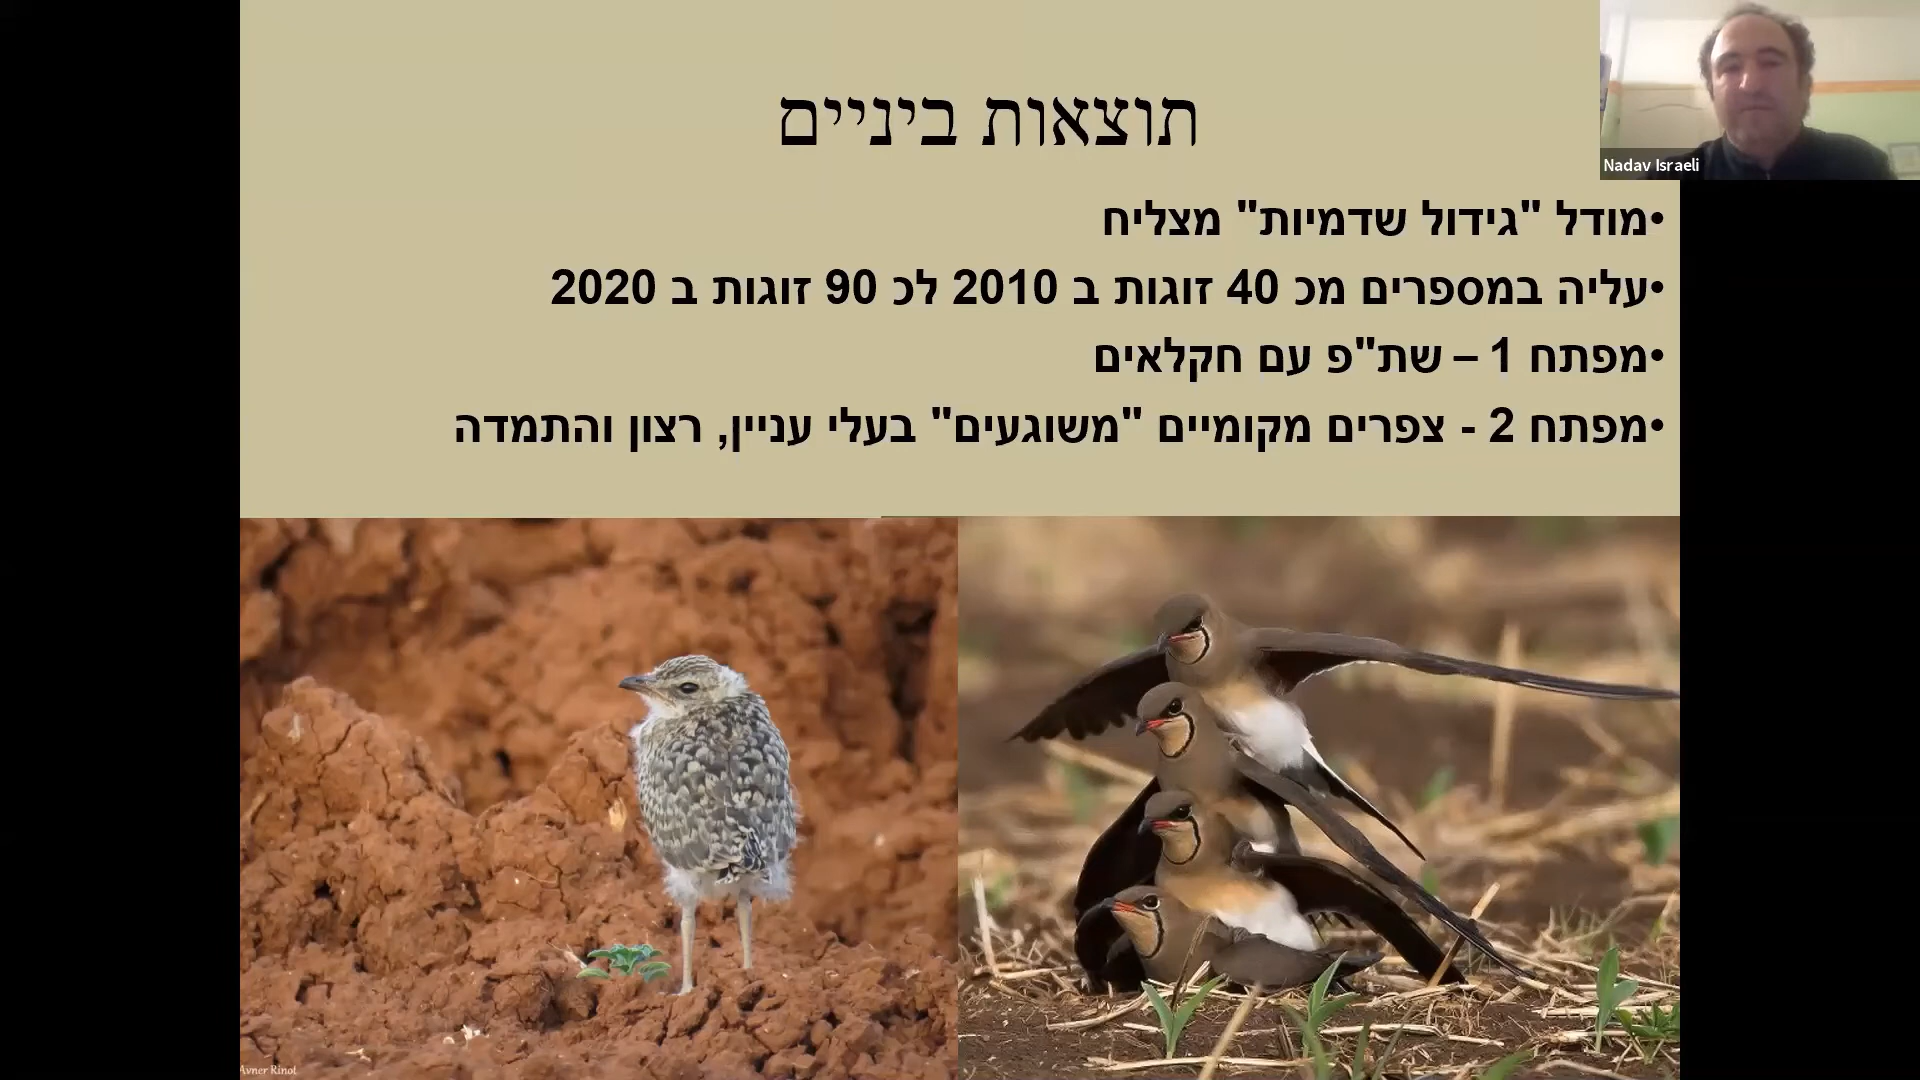 תוצאות ביניים
Nadav Israeli
•מודל "גידול שדמיות" מצליח
•עליה במספרים מכ 40 זוגות ב 2010 לכ 90 זוגות ב 2020
•מפתח 1 – שת"פ עם חקלאים
•מפתח 2 - צפרים מקומיים "משוגעים" בעלי עניין, רצון והתמדה
Avner Rinot